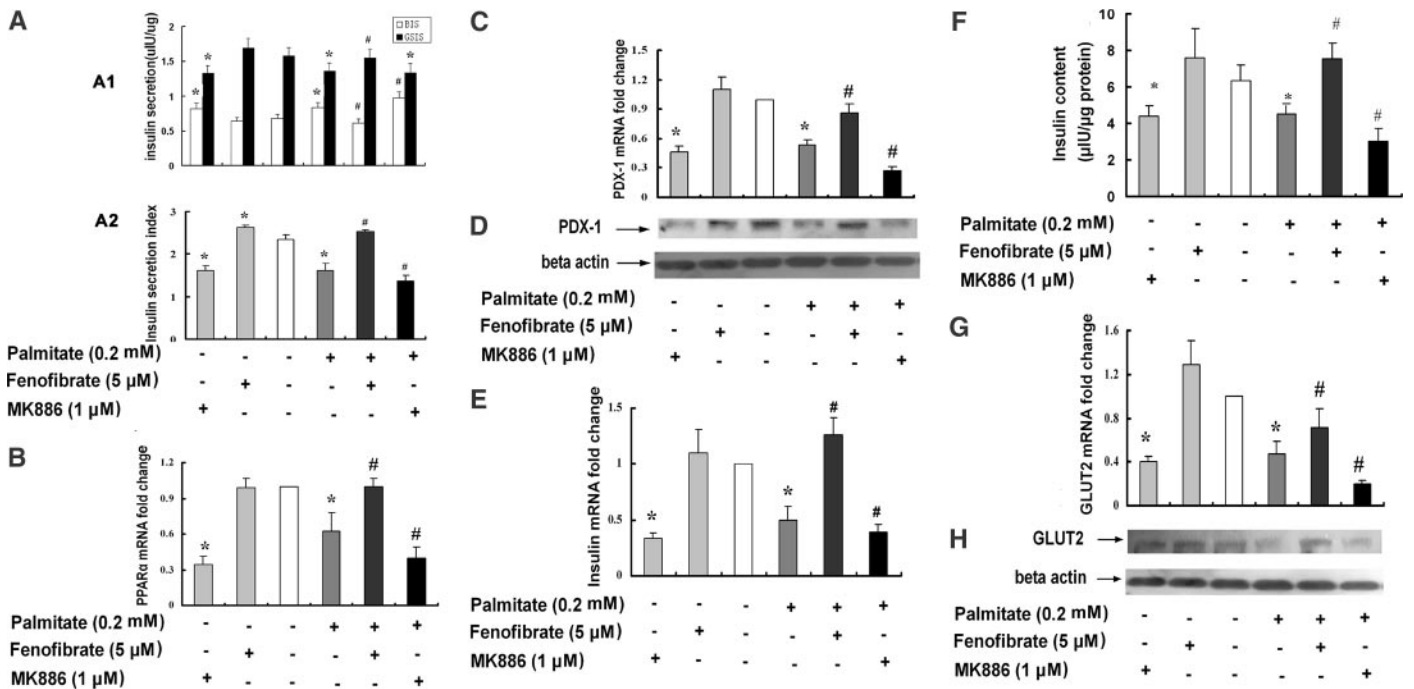 A
A1
insulin secretion(uIU/ug)
2
1.5
1
0.5
0
BIS
GSIS
* * * * # # # *
A2
Insulin secretion index
3
2
1
0
* * * # #
Palmitate (0.2 mM) - - - + + +
Fenofibrate (5 µM) - + - - + -
MK886 (1 µM) + - - - - +
B
PPARα mRNA fold change
1.5
1.2
0.9
0.6
0.3
0
* * # #
Palmitate (0.2 mM) - - - + + +
Fenofibrate (5 µM) - + - - + -
MK886 (1 µM) + - - - - +
C
PDX-1 mRNA fold change
1.5
1.2
0.9
0.6
0.3
0
* * # #
D
PDX-1
beta actin
Palmitate (0.2 mM) - - - + + +
Fenofibrate (5 µM) - + - - + -
MK886 (1 µM) + - - - - +
E
Insulin mRNA fold change
1.5
1
0.5
0
* * # #
Palmitate (0.2 mM) - - - + + +
Fenofibrate (5 µM) - + - - + -
MK886 (1 µM) + - - - - +
F
Insulin content
(µIU/µg protein)
10
8
6
4
2
0
* * # #
Palmitate (0.2 mM) - - - + + +
Fenofibrate (5 µM) - + - - + -
MK886 (1 µM) + - - - - +
G
GLUT2 mRNA fold change
1.6
1.2
0.8
0.4
0
* * # #
H
GLUT2
beta actin
Palmitate (0.2 mM) - - - + + +
Fenofibrate (5 µM) - + - - + -
MK886 (1 µM) + - - - - +